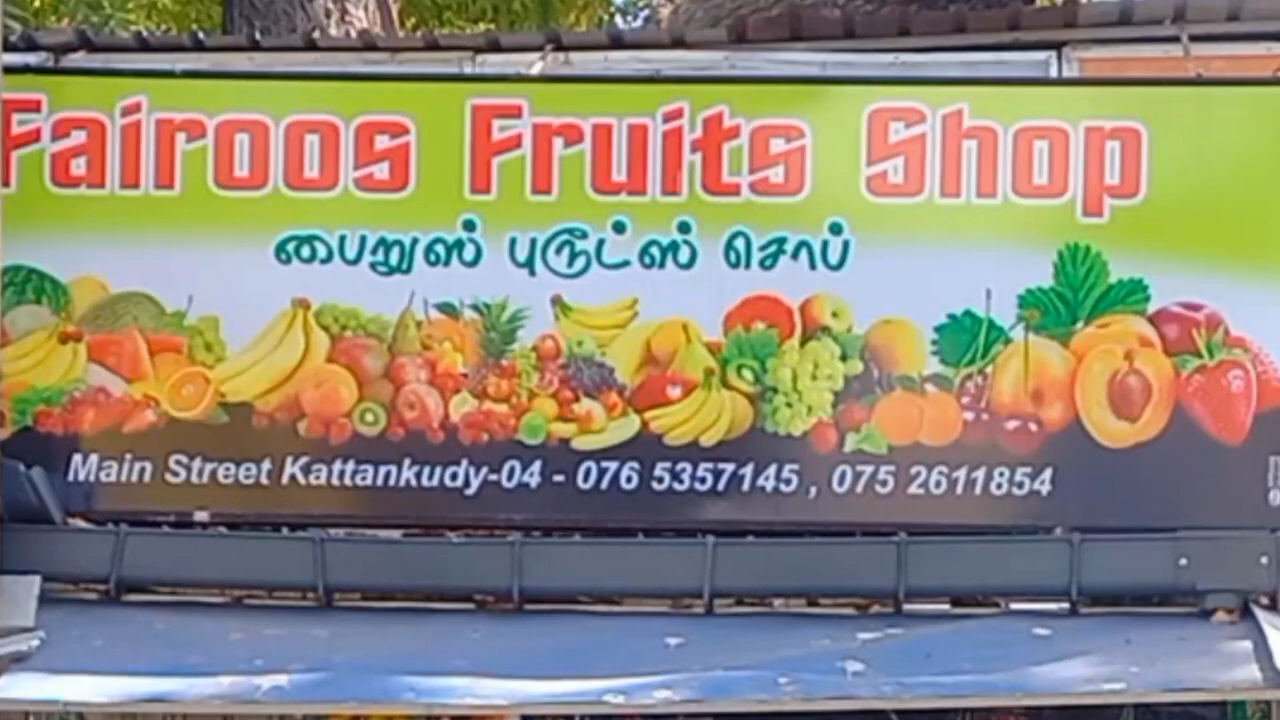 Fairoos Fruits Shop
பைறுஸ் புரூட்ஸ் சொப்
Main Street Kattankudy-04 - 076 5357145 , 075 2611854